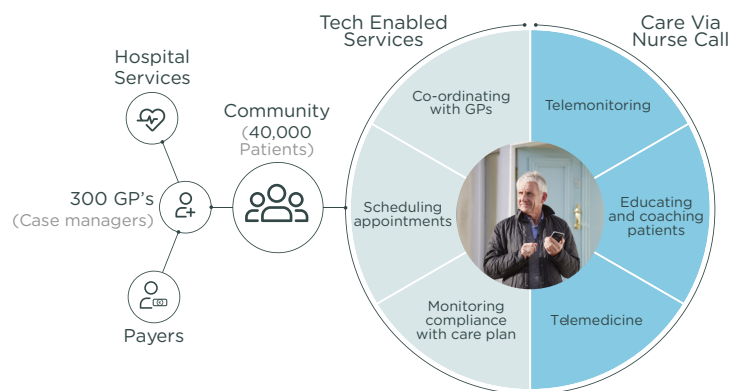 Tech Enabled
Services
Care Via
Nurse Call
Hospital
Services
Community
(40,000
Patients)
300 GP's
(Case managers)
Payers
Co-ordinating
with GPs
Telemonitoring
Scheduling
appointments
Educating
and coaching
patients
Monitoring
compliance
with care plan
Telemedicine